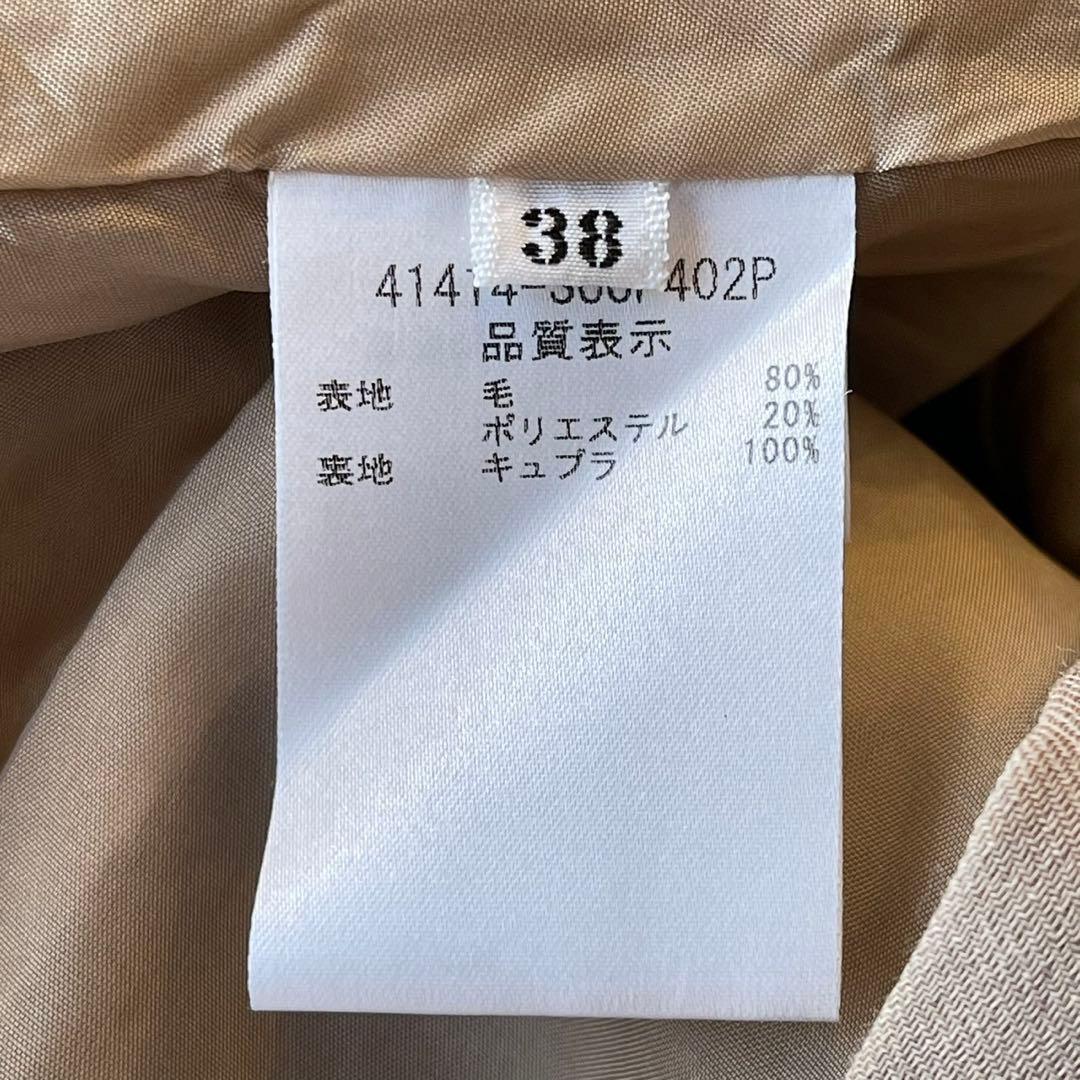 38
402P
品質表示
表地 毛 80%
ポリエステル 20%
裏地 キュプラ 100%